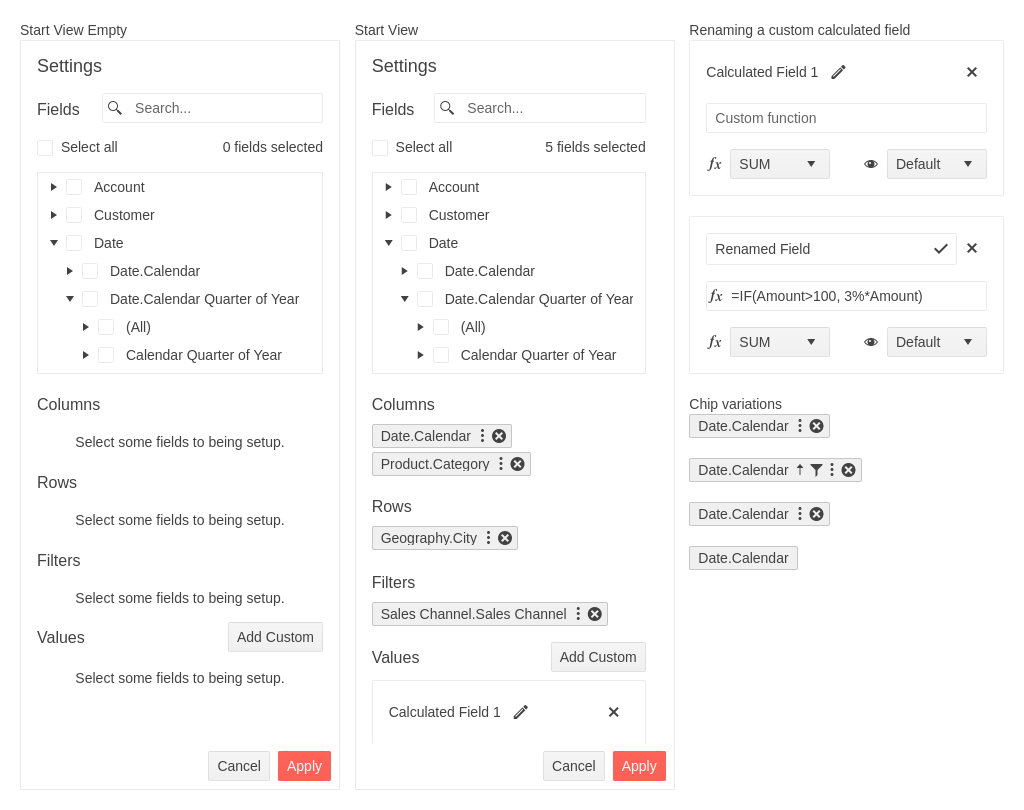 Start View Empty
Settings
Fields
Search...
Select all
0 fields selected
Account
Customer
Date
Date.Calendar
Date.Calendar Quarter of Year
(All)
Calendar Quarter of Year
Columns
Select some fields to being setup.
Rows
Select some fields to being setup.
Filters
Select some fields to being setup.
Values
Add Custom
Select some fields to being setup.
Cancel
Apply
Start View
Settings
Fields
Search...
Select all
5 fields selected
Account
Customer
Date
Date.Calendar
Date.Calendar Quarter of Year
(All)
Calendar Quarter of Year
Columns
Date.Calendar
Product.Category
Rows
Geography.City
Filters
Sales Channel.Sales Channel
Values
Add Custom
Calculated Field 1
Cancel
Apply
Renaming a custom calculated field
Calculated Field 1
Custom function
fx
SUM
Default
Renamed Field
fx =IF(Amount>100, 3%*Amount)
fx
SUM
Default
Chip variations
Date.Calendar
Date.Calendar
Date.Calendar
Date.Calendar